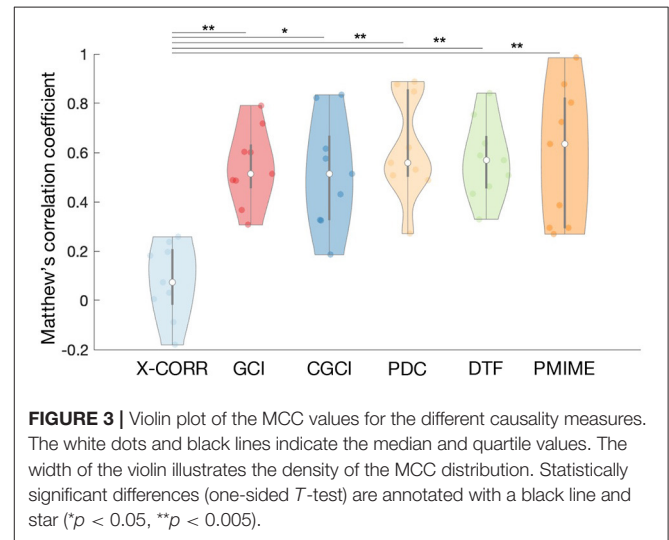 **
*
**
**
**
1
0.8
0.6
0.4
0.2
0
-0.2
Matthew's correlation coefficient
X-CORR GCI CGCI PDC DTF PMIME
FIGURE 3 | Violin plot of the MCC values for the different causality measures.
The white dots and black lines indicate the median and quartile values. The
width of the violin illustrates the density of the MCC distribution. Statistically
significant differences (one-sided T-test) are annotated with a black line and
star (*p < 0.05, **p < 0.005).